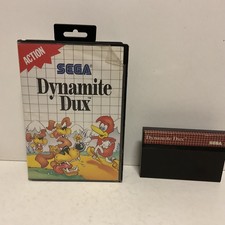 ACTION
SEGA
Dynamite
Dux
Dynamite Dux
SEGA